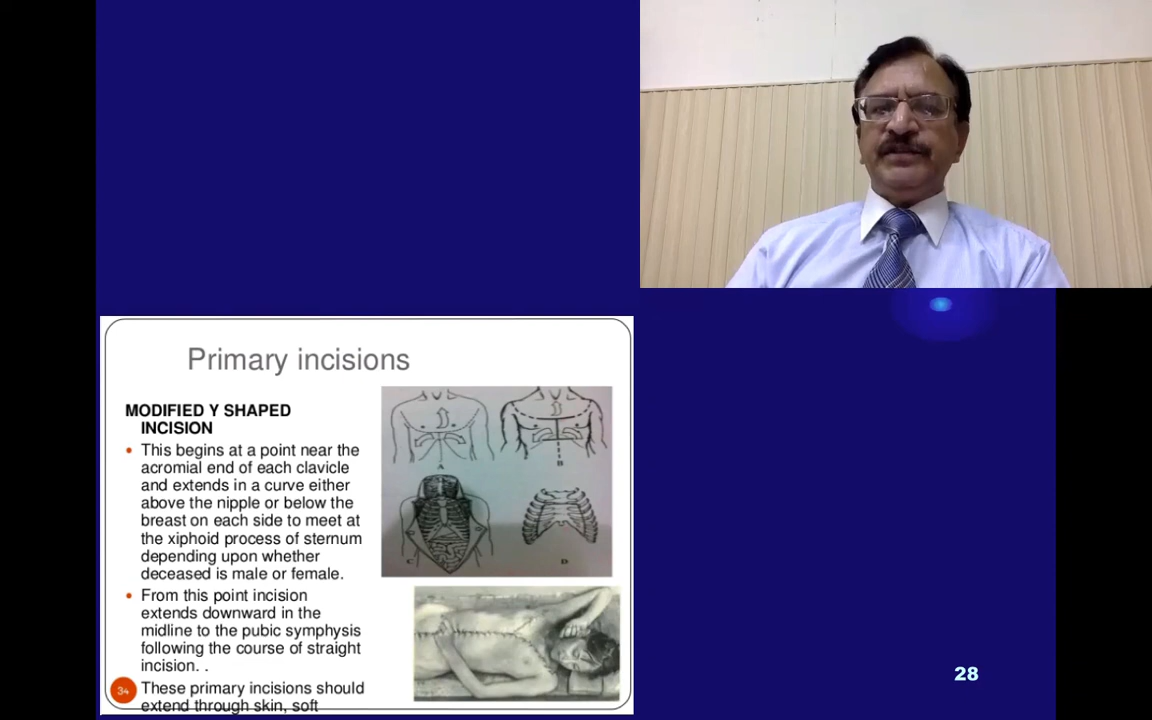 Primary incisions
MODIFIED Y SHAPED
INCISION
• This begins at a point near the
acromial end of each clavicle
and extends in a curve either
above the nipple or below the
breast on each side to meet at
the xiphoid process of sternum
depending upon whether
deceased is male or female.
• From this point incision
extends downward in the
midline to the pubic symphysis
following the course of straight
incision. .
34
These primary incisions should
extend through skin, soft
A
B
C
D
28